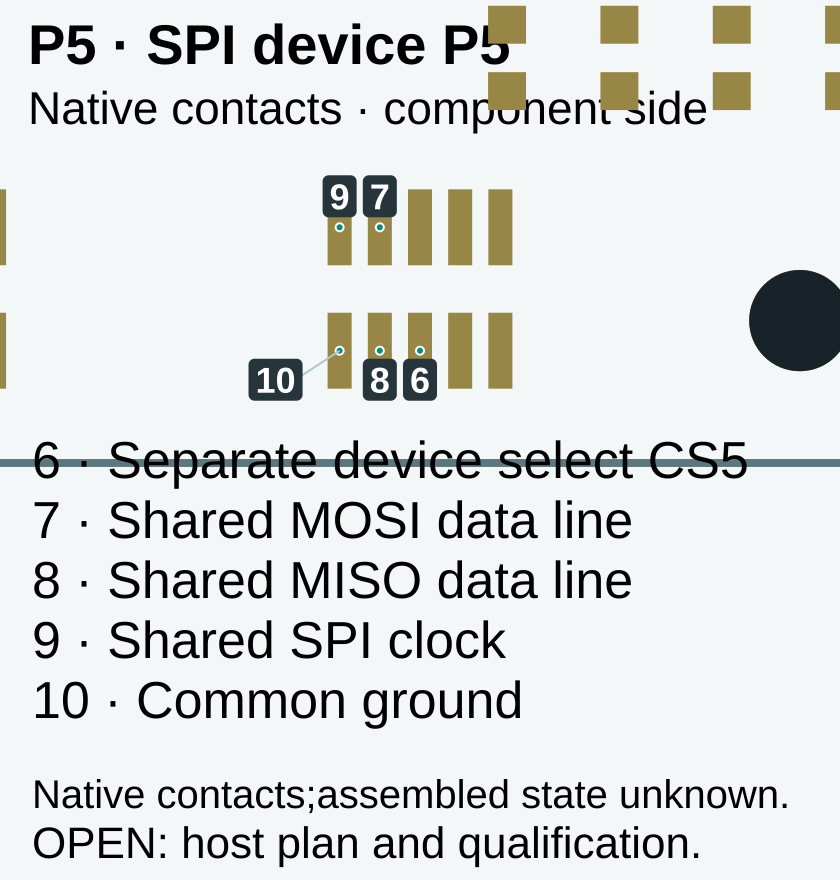 P5 · SPI device P5
Native contacts · component side
9 7
10 8 6
6 · Separate device select CS5
7 · Shared MOSI data line
8 · Shared MISO data line
9 · Shared SPI clock
10 · Common ground
Native contacts;assembled state unknown.
OPEN: host plan and qualification.